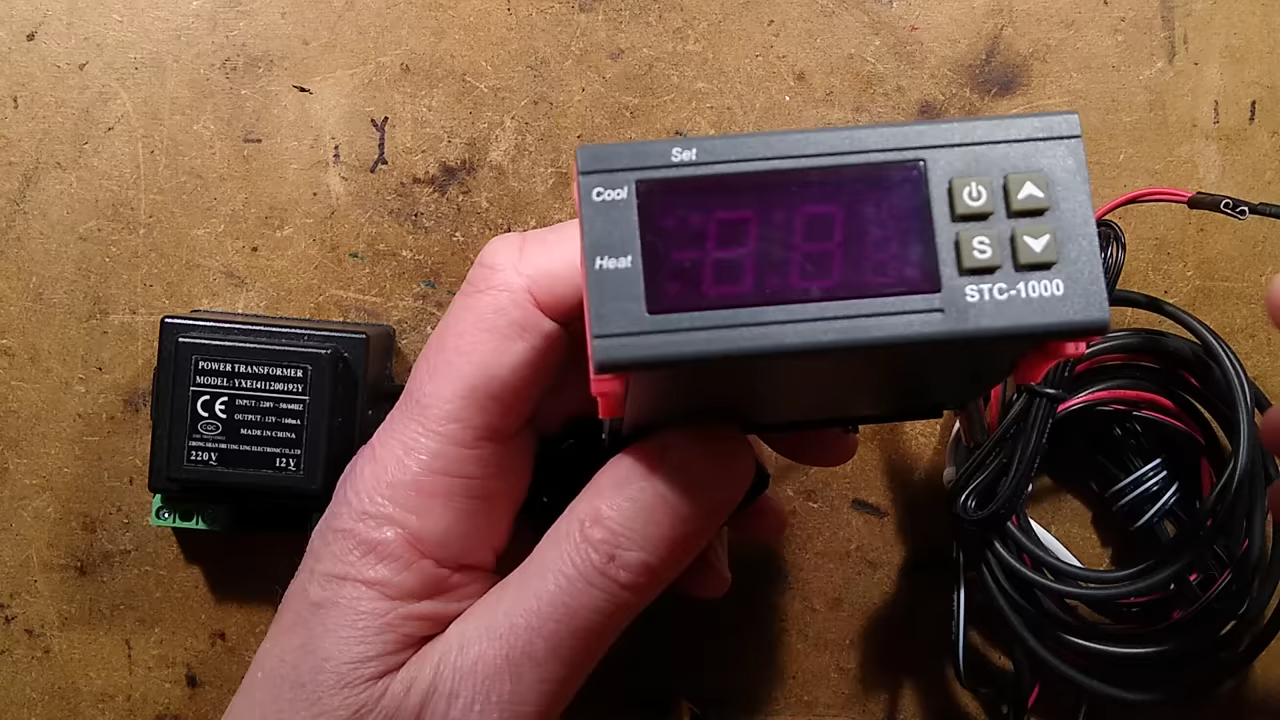 Set
Cool
Heat
S
STC-1000
POWER TRANSFORMER
MODEL: YXEI411200192Y
CE
INPUT: 220V~50/60HZ
OUTPUT: 12V~160mA
CQC
MADE IN CHINA
220V 12V